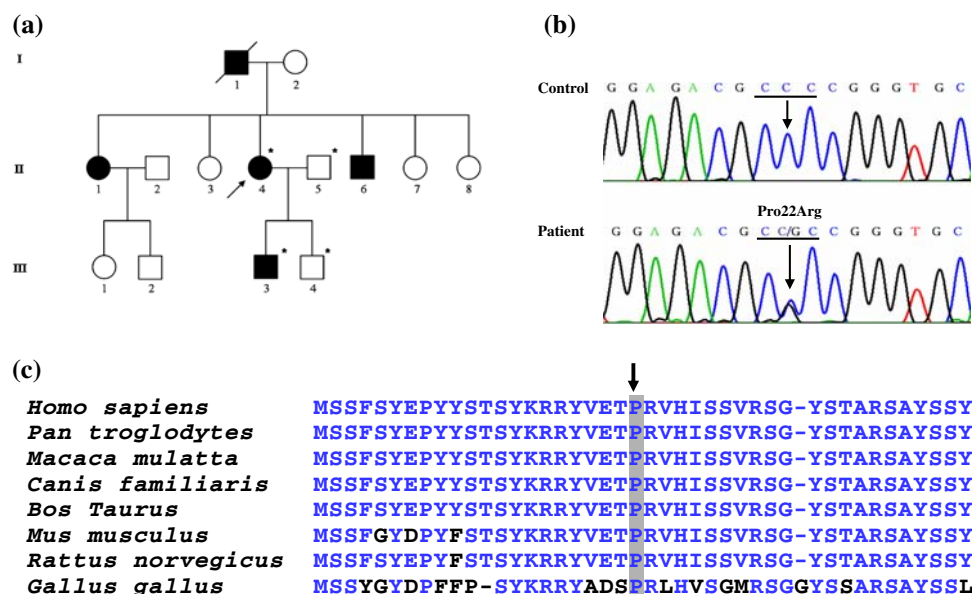 (a)
I
1 2
* *
II
1 2 3 4 5 6 7 8
* *
III
1 2 3 4
(b)
Control G G A G A C G C C C C G G G T G C
Pro22Arg
Patient G G A G A C G C C/G C C G G G T G C
(c)
Homo sapiens MSSFSYEPYYSTSYKRRYVETPRVHISSVRSG-YSTARSAYSSY
Pan troglodytes MSSFSYEPYYSTSYKRRYVETPRVHISSVRSG-YSTARSAYSSY
Macaca mulatta MSSFSYEPYYSTSYKRRYVETPRVHISSVRSG-YSTARSAYSSY
Canis familiaris MSSFSYEPYYSTSYKRRYVETPRVHISSVRSG-YSTARSAYSSY
Bos Taurus MSSFSYEPYYSTSYKRRYVETPRVHISSVRSG-YSTARSAYSSY
Mus musculus MSSFGYDPYFSTSYKRRYVETPRVHISSVRSG-YSTARSAYSSY
Rattus norvegicus MSSFSYEPYFSTSYKRRYVETPRVHISSVRSG-YSTARSAYSSY
Gallus gallus MSSYGYDPFFP-SYKRRYADSPRLHVSGMRSGGYSSARSAYSSL